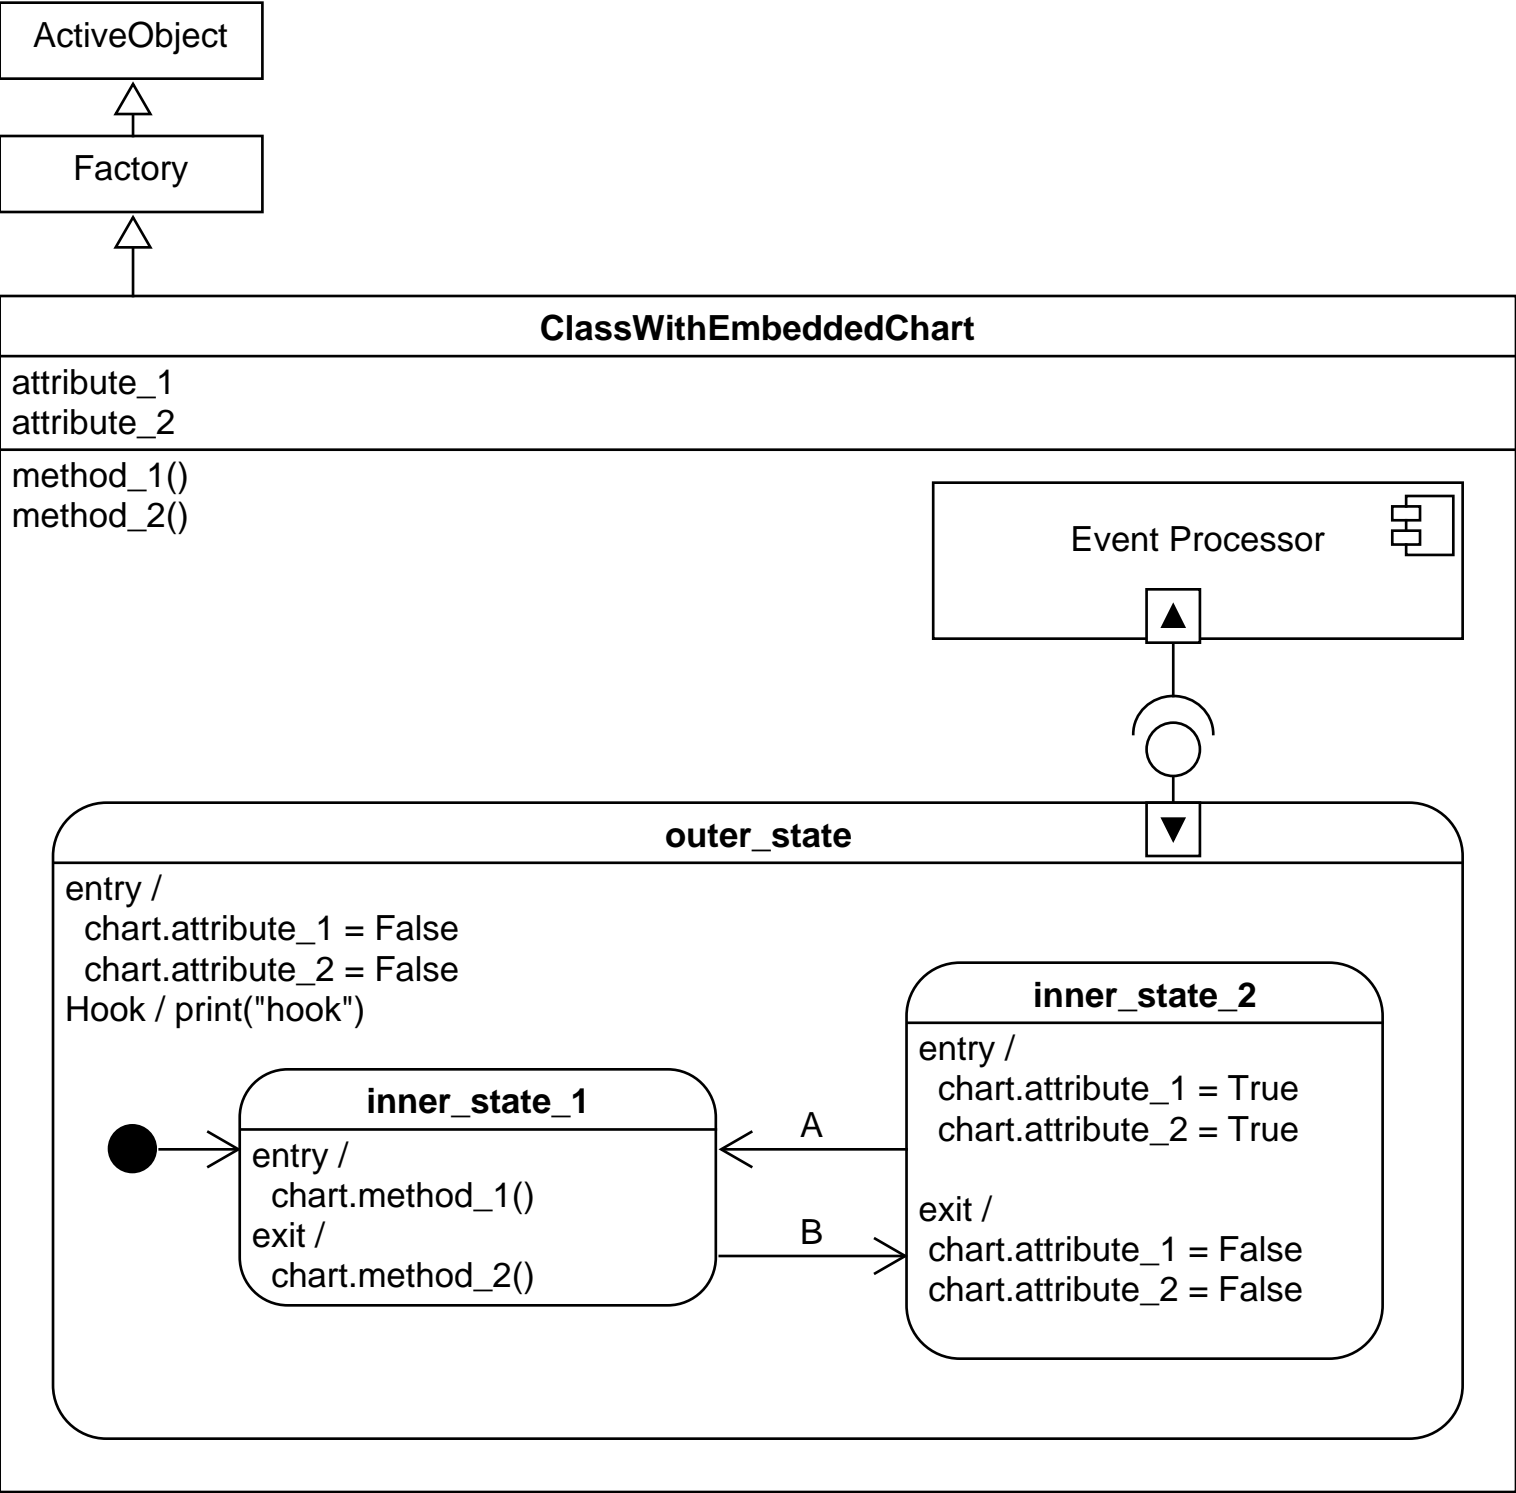 ActiveObject
Factory
ClassWithEmbeddedChart
attribute_1
attribute_2
method_1()
method_2()
Event Processor
outer_state
entry /
chart.attribute_1 = False
chart.attribute_2 = False
Hook / print("hook")
inner_state_1
entry /
chart.method_1()
exit /
chart.method_2()
A
B
inner_state_2
entry /
chart.attribute_1 = True
chart.attribute_2 = True
exit /
chart.attribute_1 = False
chart.attribute_2 = False